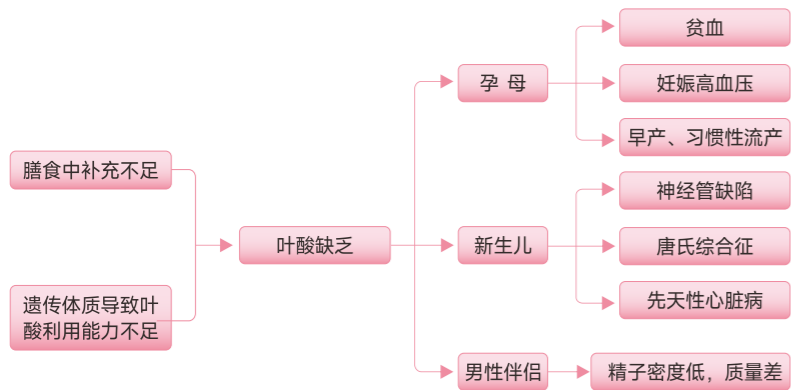 膳食中补充不足
遗传体质导致叶
酸利用能力不足
叶酸缺乏
孕 母
贫血
妊娠高血压
早产、习惯性流产
新生儿
神经管缺陷
唐氏综合征
先天性心脏病
男性伴侣
精子密度低，质量差